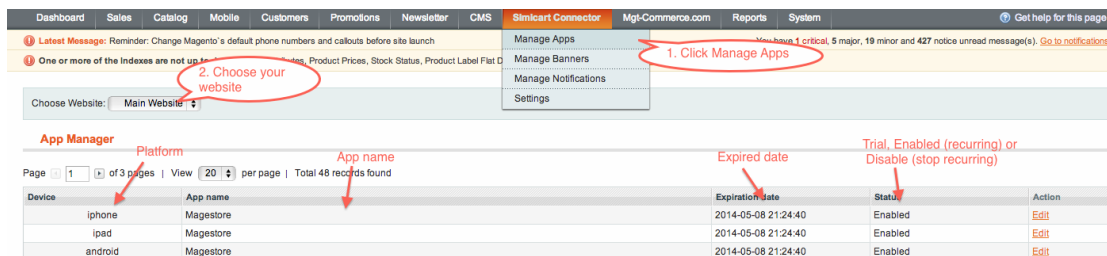 Dashboard Sales Catalog Mobile Customers Promotions Newsletter CMS Simicart Connector Mgt-Commerce.com Reports System Get help for this page
Latest Message: Reminder: Change Magento`s default phone numbers and callouts before site launch
You have 1 critical, 5 major, 19 minor and 427 notice unread message(s). Go to notifications
Manage Apps
1. Click Manage Apps
One or more of the Indexes are not up to
Product Prices, Stock Status, Product Label Flat D
Manage Banners
2. Choose your
website
Manage Notifications
Settings
Choose Website: Main Website
App Manager
Platform
App name
Expired date
Trial, Enabled (recurring) or
Disable (stop recurring)
Page 1 of 3 pages | View 20 per page | Total 48 records found
Device App name Expiration date Status Action
iphone Magestore 2014-05-08 21:24:40 Enabled Edit
ipad Magestore 2014-05-08 21:24:40 Enabled Edit
android Magestore 2014-05-08 21:24:40 Enabled Edit